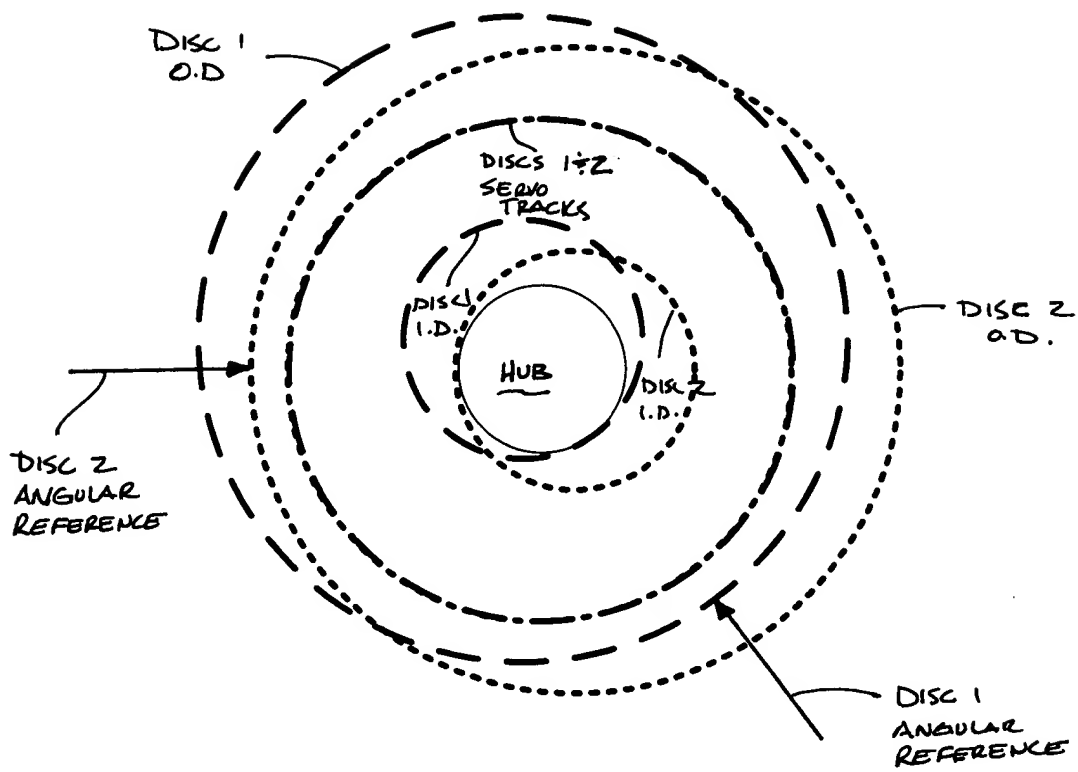 DISC 1
O.D
DISCS 1&2
SERVO
TRACKS
DISC 1
I.D.
HUB
DISC 2
I.D.
DISC 2
O.D.
DISC 2
ANGULAR
REFERENCE
DISC 1
ANGULAR
REFERENCE